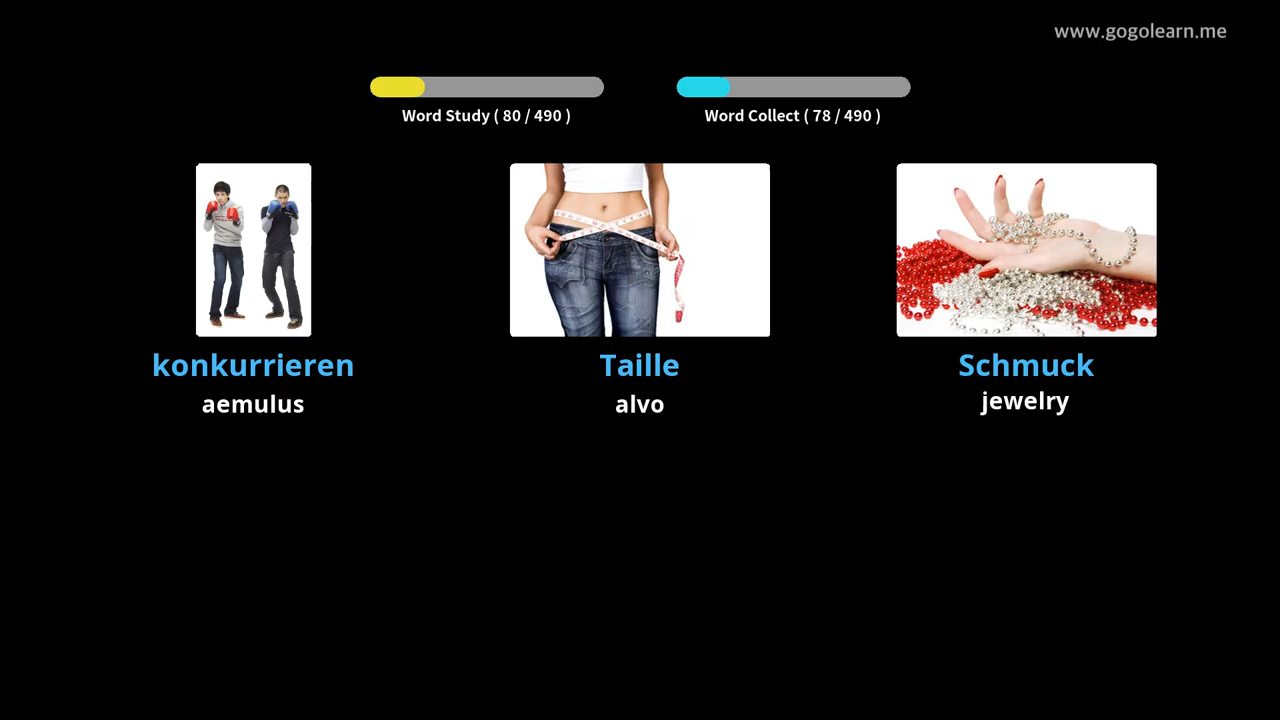 www.gogolearn.me
Word Study ( 80 / 490 )
Word Collect ( 78 / 490 )
konkurrieren
Taille
Schmuck
aemulus
alvo
jewelry